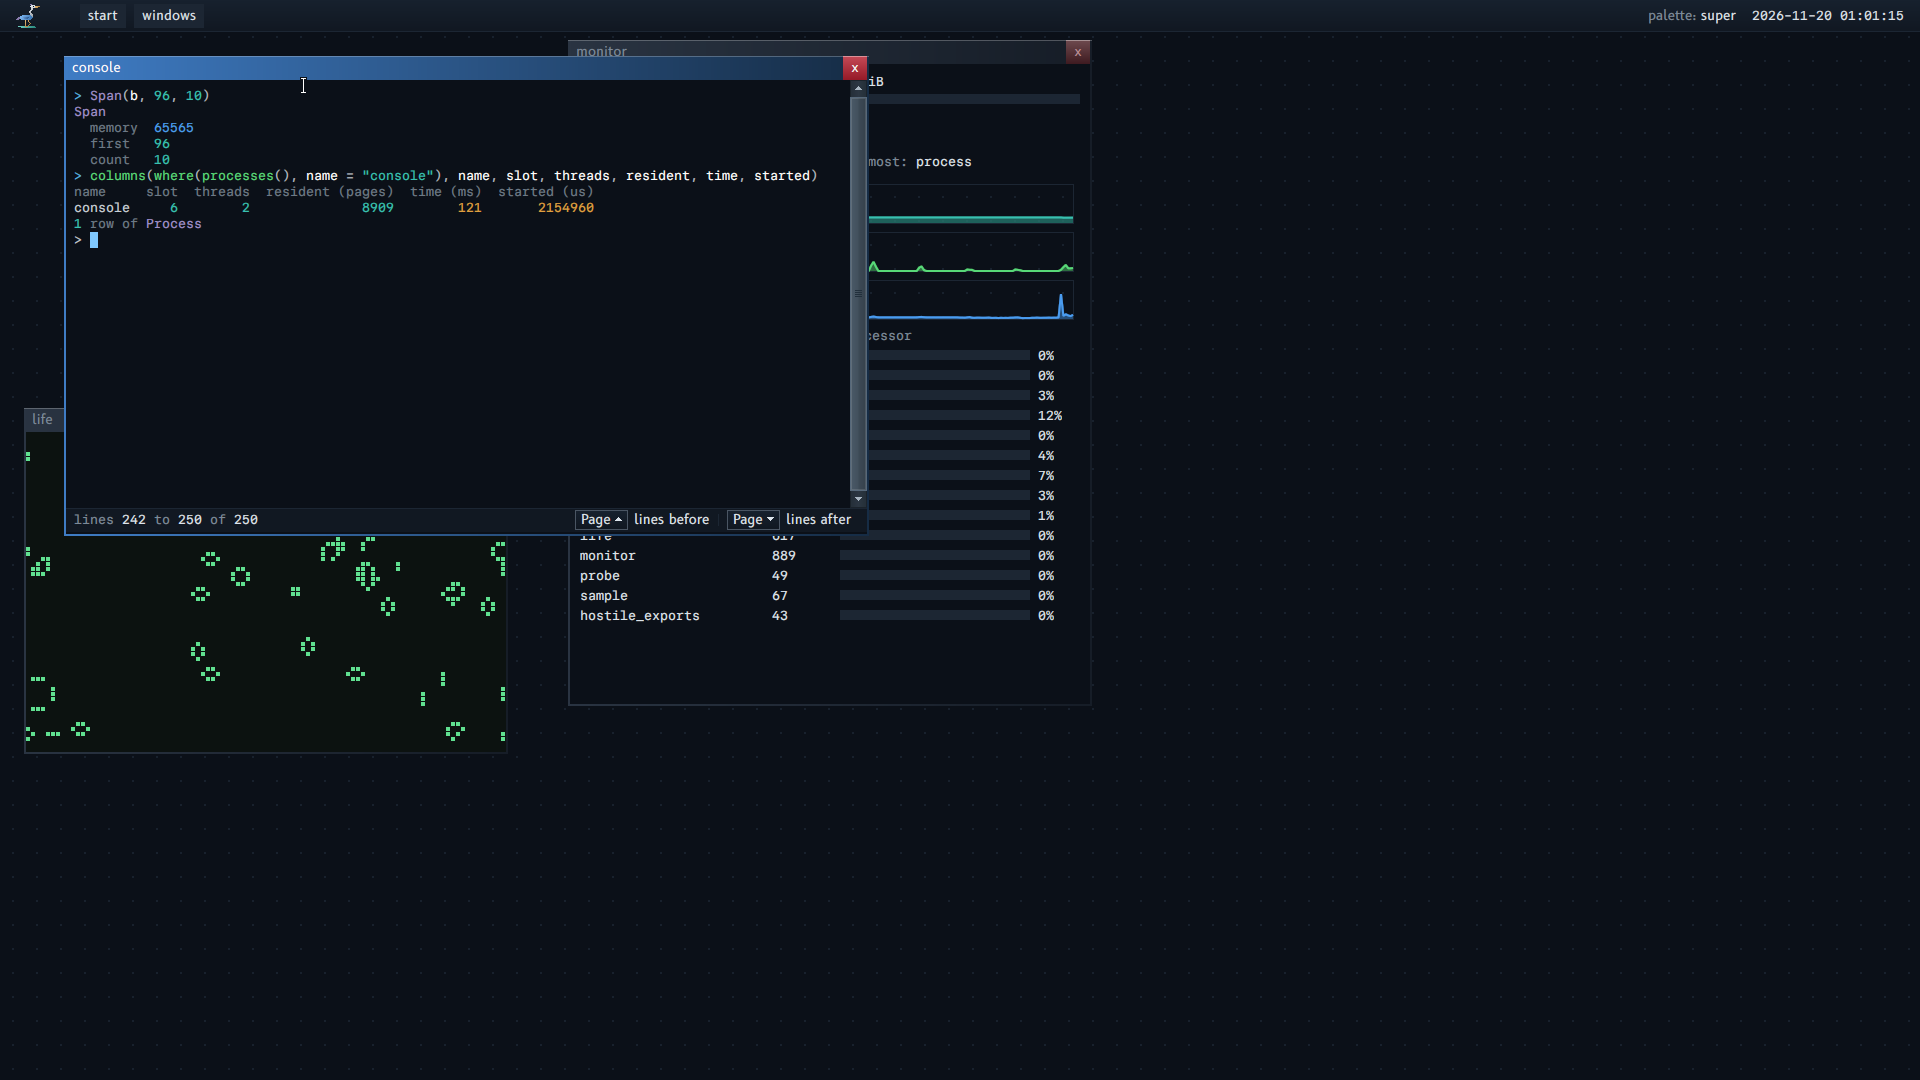 start windows palette: super 2026-11-20 01:01:15
monitor x
console x
iB
> Span(b, 96, 10)
Span
memory 65565
first 96
count 10
> columns(where(processes(), name = "console"), name, slot, threads, resident, time, started)
name slot threads resident (pages) time (ms) started (us)
console 6 2 8909 121 2154960
1 row of Process
>
lines 242 to 250 of 250 Page lines before Page lines after
most: process
cessor
0%
0%
3%
12%
0%
4%
7%
3%
1%
life 617 0%
monitor 889 0%
probe 49 0%
sample 67 0%
hostile_exports 43 0%
life